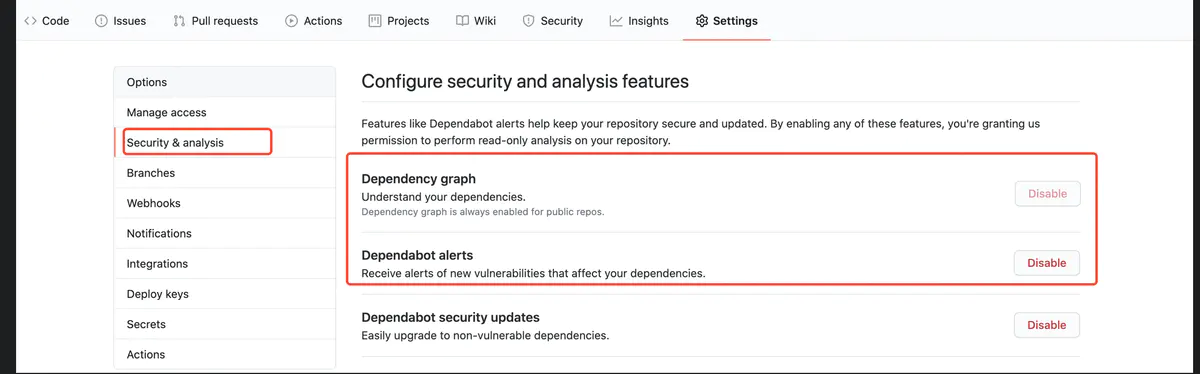 Code Issues Pull requests Actions Projects Wiki Security Insights Settings
Options
Manage access
Security & analysis
Branches
Webhooks
Notifications
Integrations
Deploy keys
Secrets
Actions
Configure security and analysis features
Features like Dependabot alerts help keep your repository secure and updated. By enabling any of these features, you're granting us
permission to perform read-only analysis on your repository.
Dependency graph
Understand your dependencies.
Dependency graph is always enabled for public repos.
Disable
Dependabot alerts
Receive alerts of new vulnerabilities that affect your dependencies.
Disable
Dependabot security updates
Easily upgrade to non-vulnerable dependencies.
Disable